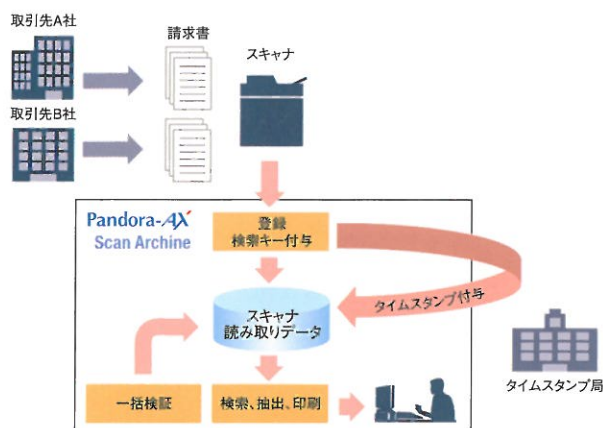 取引先A社
請求書
スキャナ
取引先B社
Pandora-AX
Scan Archine
登録
検索キー付与
タイムスタンプ付与
スキャナ
読み取りデータ
タイムスタンプ局
一括検証
検索、抽出、印刷